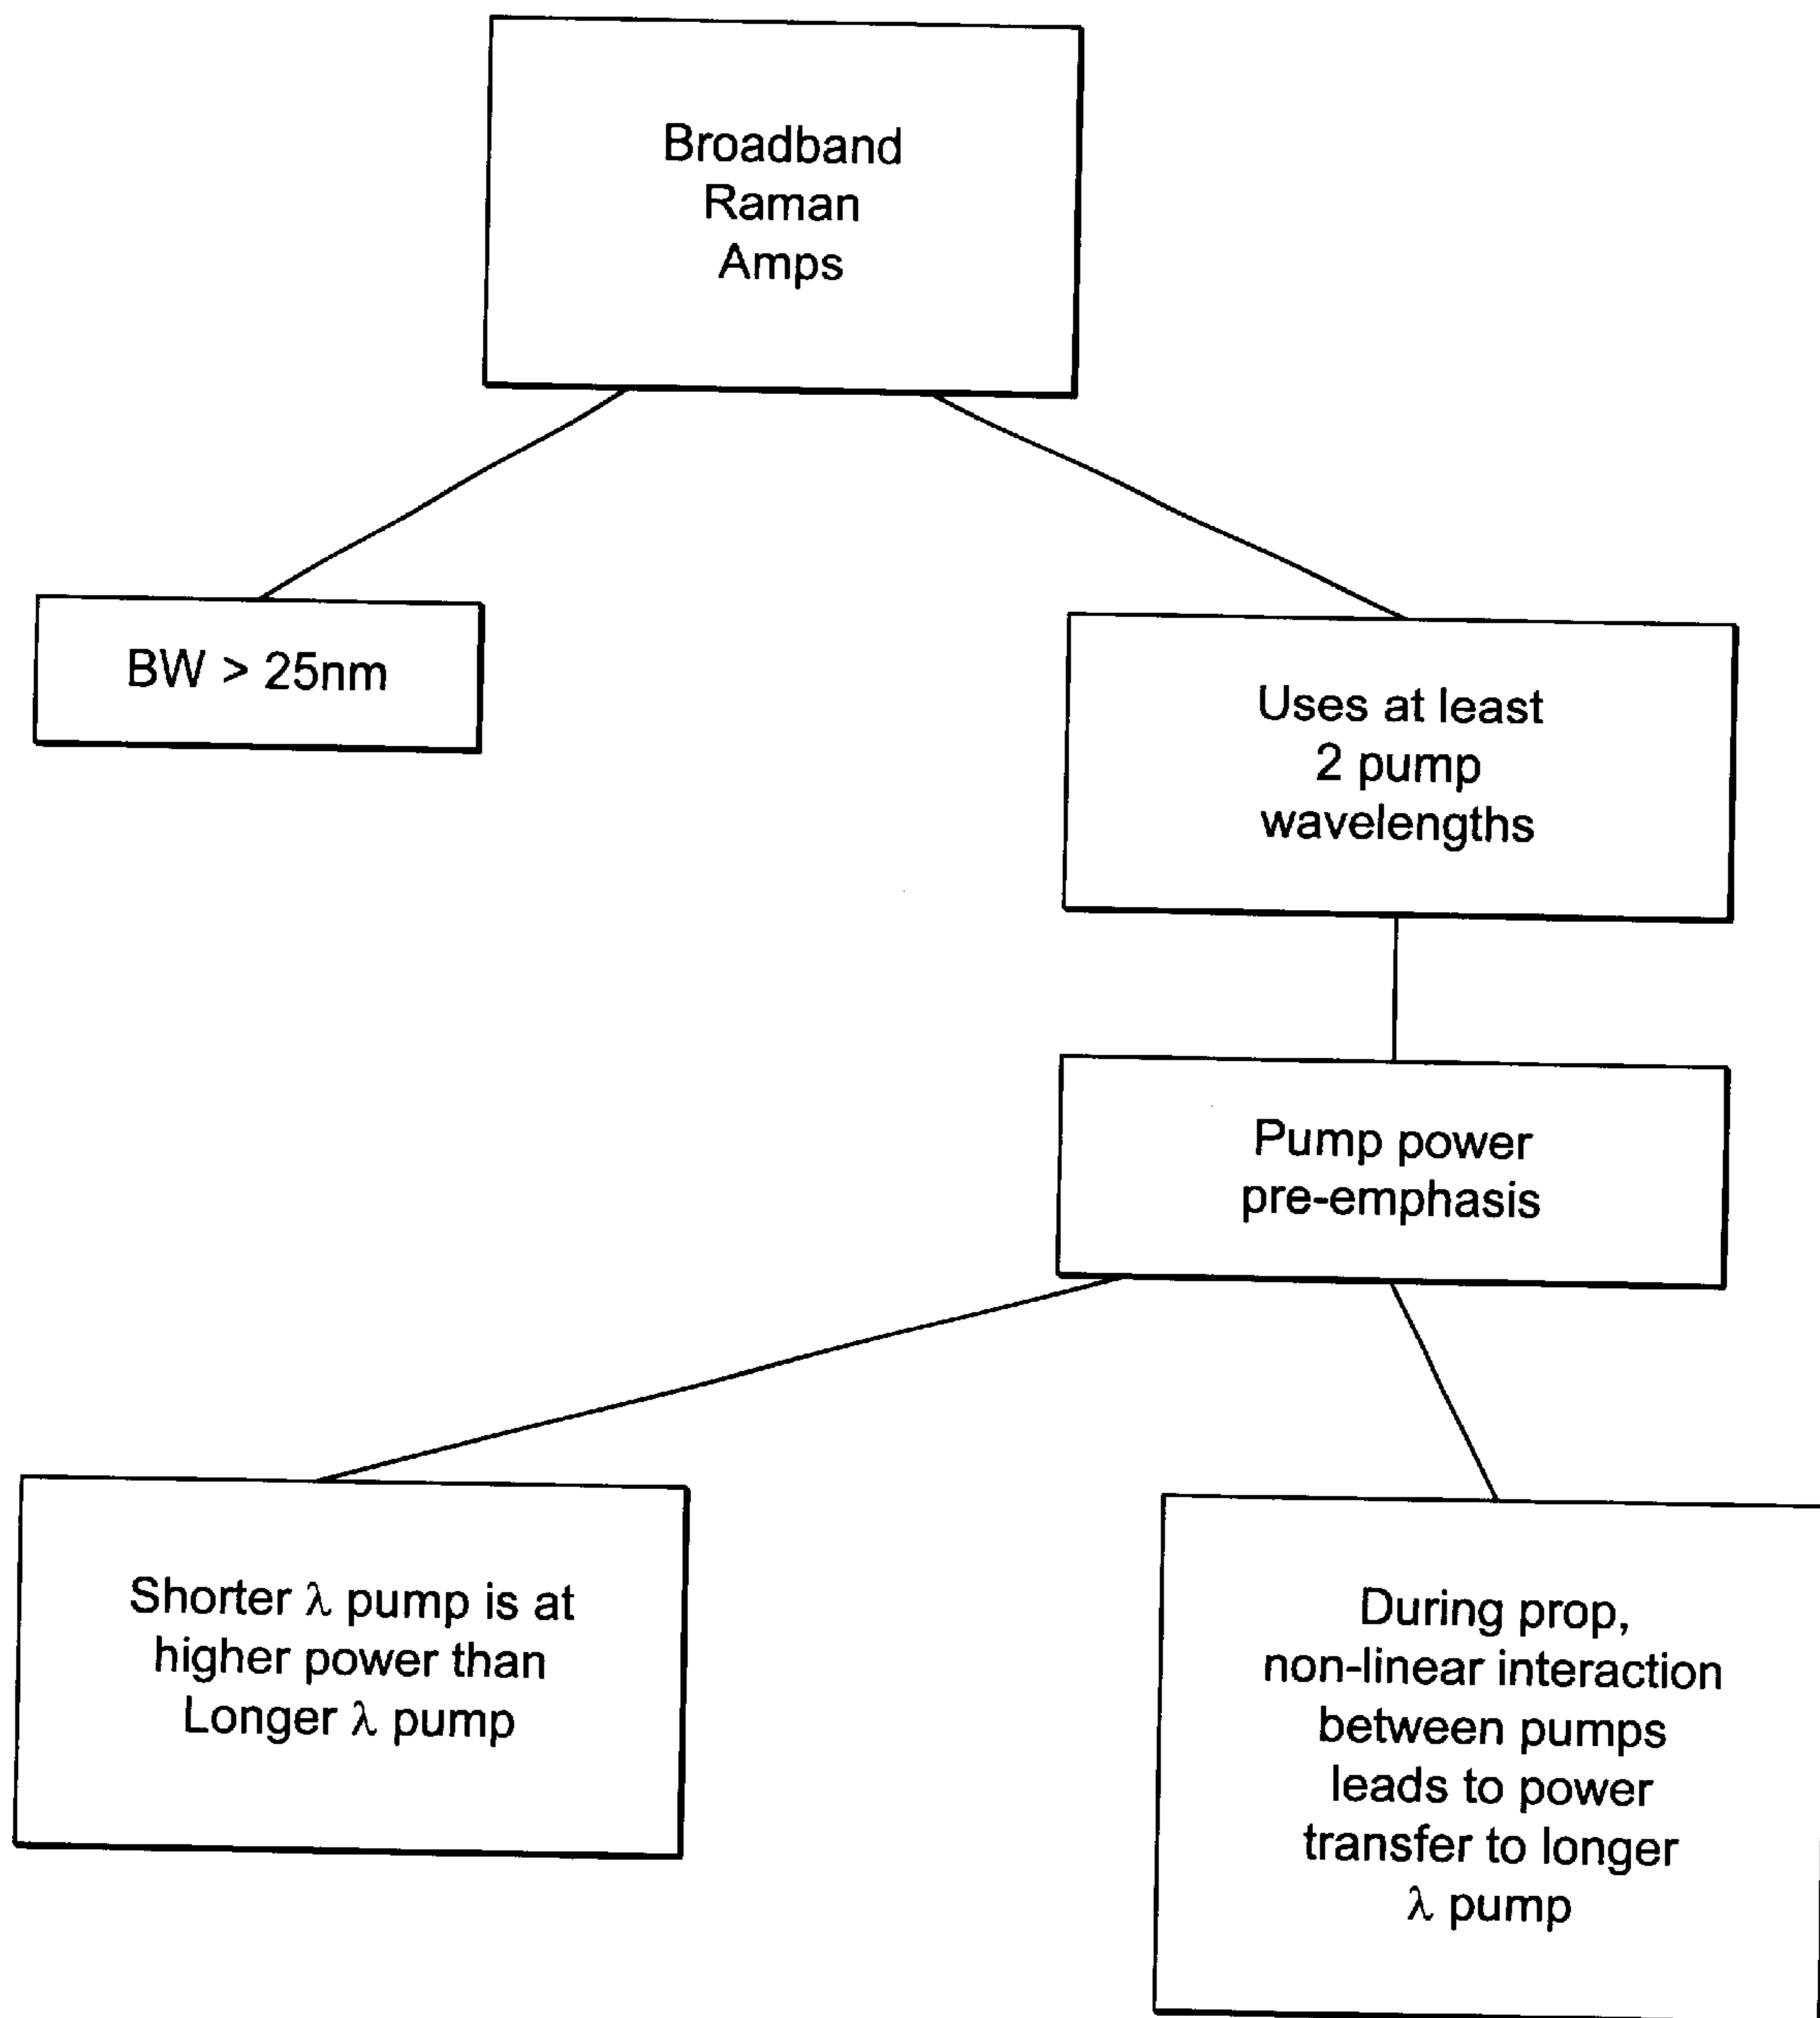 Broadband
Raman
Amps
BW > 25nm
Uses at least
2 pump
wavelengths
Pump power
pre-emphasis
Shorter λ pump is at
higher power than
Longer λ pump
During prop,
non-linear interaction
between pumps
leads to power
transfer to longer
λ pump